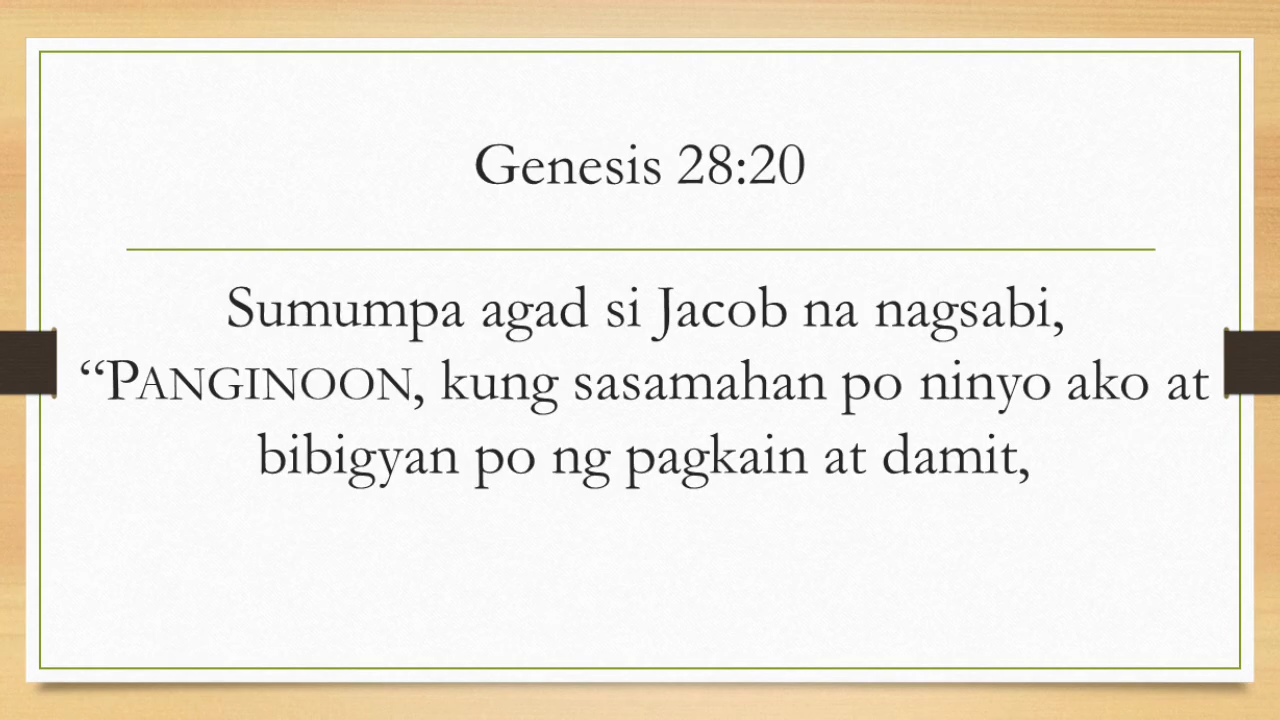 Genesis 28:20
Sumumpa agad si Jacob na nagsabi,
“PANGINOON, kung sasamahan po ninyo ako at
bibigyan po ng pagkain at damit,